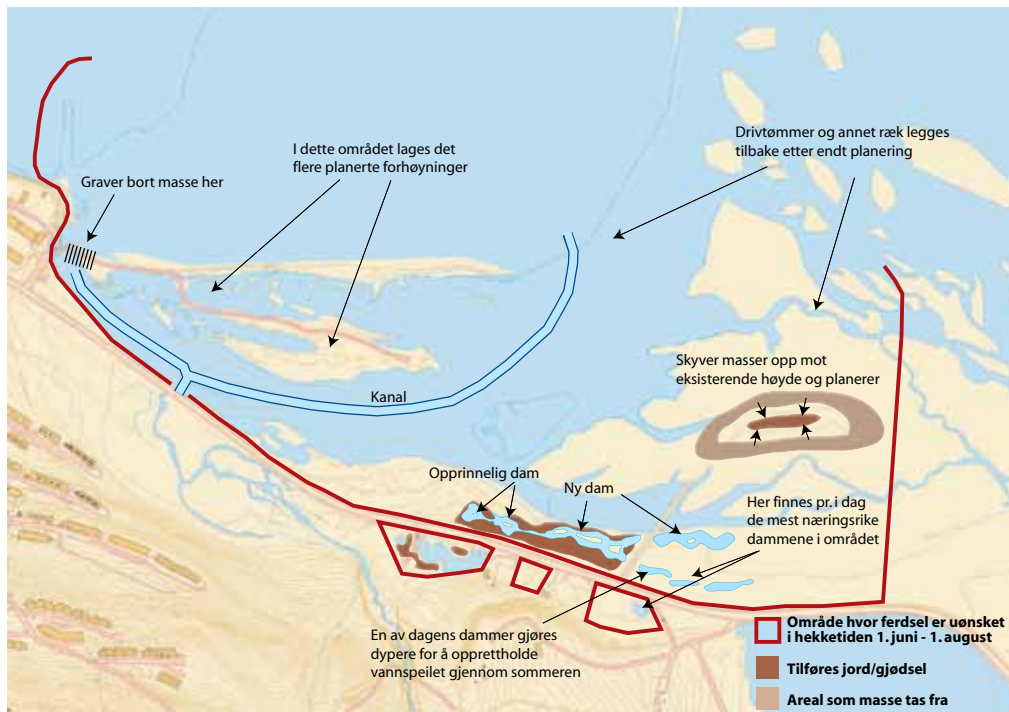 Drivtømmer og annet ræk legges
tilbake etter endt planering
I dette området lages det
flere planerte forhøyninger
Graver bort masse her
Skyver masser opp mot
eksisterende høyde og planerer
Kanal
Opprinnelig dam
Ny dam
Her finnes pr. i dag
de mest næringsrike
dammene i området
En av dagens dammer gjøres
dypere for å opprettholde
vannspeilet gjennom sommeren
Område hvor ferdsel er uønsket
i hekketiden 1. juni - 1. august
Tilføres jord/gjødsel
Areal som masse tas fra